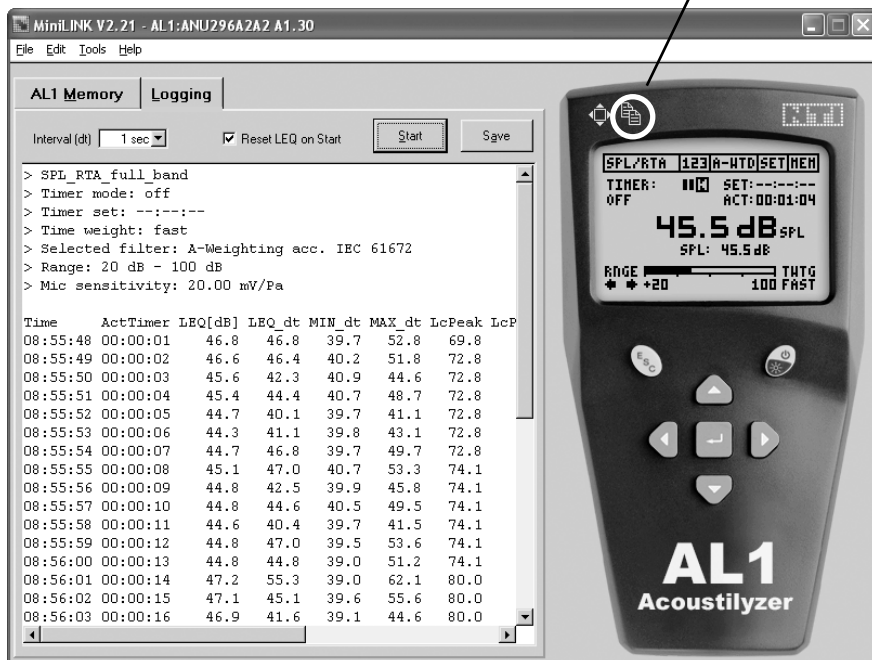 MiniLINK V2.21 - AL1:ANU296A2A2 A1.30
File Edit Tools Help
AL1 Memory Logging
Interval (dt) 1 sec Reset LEQ on Start Start Save
> SPL_RTA_full_band
> Timer mode: off
> Timer set: --:--:--
> Time weight: fast
> Selected filter: A-Weighting acc. IEC 61672
> Range: 20 dB - 100 dB
> Mic sensitivity: 20.00 mV/Pa
Time ActTimer LEQ[dB] LEQ_dt MIN_dt MAX_dt LcPeak LcP
08:55:48 00:00:01 46.8 46.8 39.7 52.8 69.8
08:55:49 00:00:02 46.6 46.4 40.2 51.8 72.8
08:55:50 00:00:03 45.6 42.3 40.9 44.6 72.8
08:55:51 00:00:04 45.4 44.4 40.7 48.7 72.8
08:55:52 00:00:05 44.7 40.1 39.7 41.1 72.8
08:55:53 00:00:06 44.3 41.1 39.8 43.1 72.8
08:55:54 00:00:07 44.7 46.8 39.7 49.7 72.8
08:55:55 00:00:08 45.1 47.0 40.7 53.3 74.1
08:55:56 00:00:09 44.8 42.5 39.9 45.8 74.1
08:55:57 00:00:10 44.8 44.6 40.5 49.5 74.1
08:55:58 00:00:11 44.6 40.4 39.7 41.5 74.1
08:55:59 00:00:12 44.8 47.0 39.5 53.6 74.1
08:56:00 00:00:13 44.8 44.8 39.0 51.2 74.1
08:56:01 00:00:14 47.2 55.3 39.0 62.1 80.0
08:56:02 00:00:15 47.1 45.1 39.6 55.6 80.0
08:56:03 00:00:16 46.9 41.6 39.1 44.6 80.0
nti
SPL/RTA 123 A-WTD SET MEM
TIMER: SET:--:--:--
OFF ACT:00:01:04
45.5 dB SPL
SPL: 45.5dB
RNGE TWTG
+20 100 FAST
ESC
AL1
Acoustilyzer